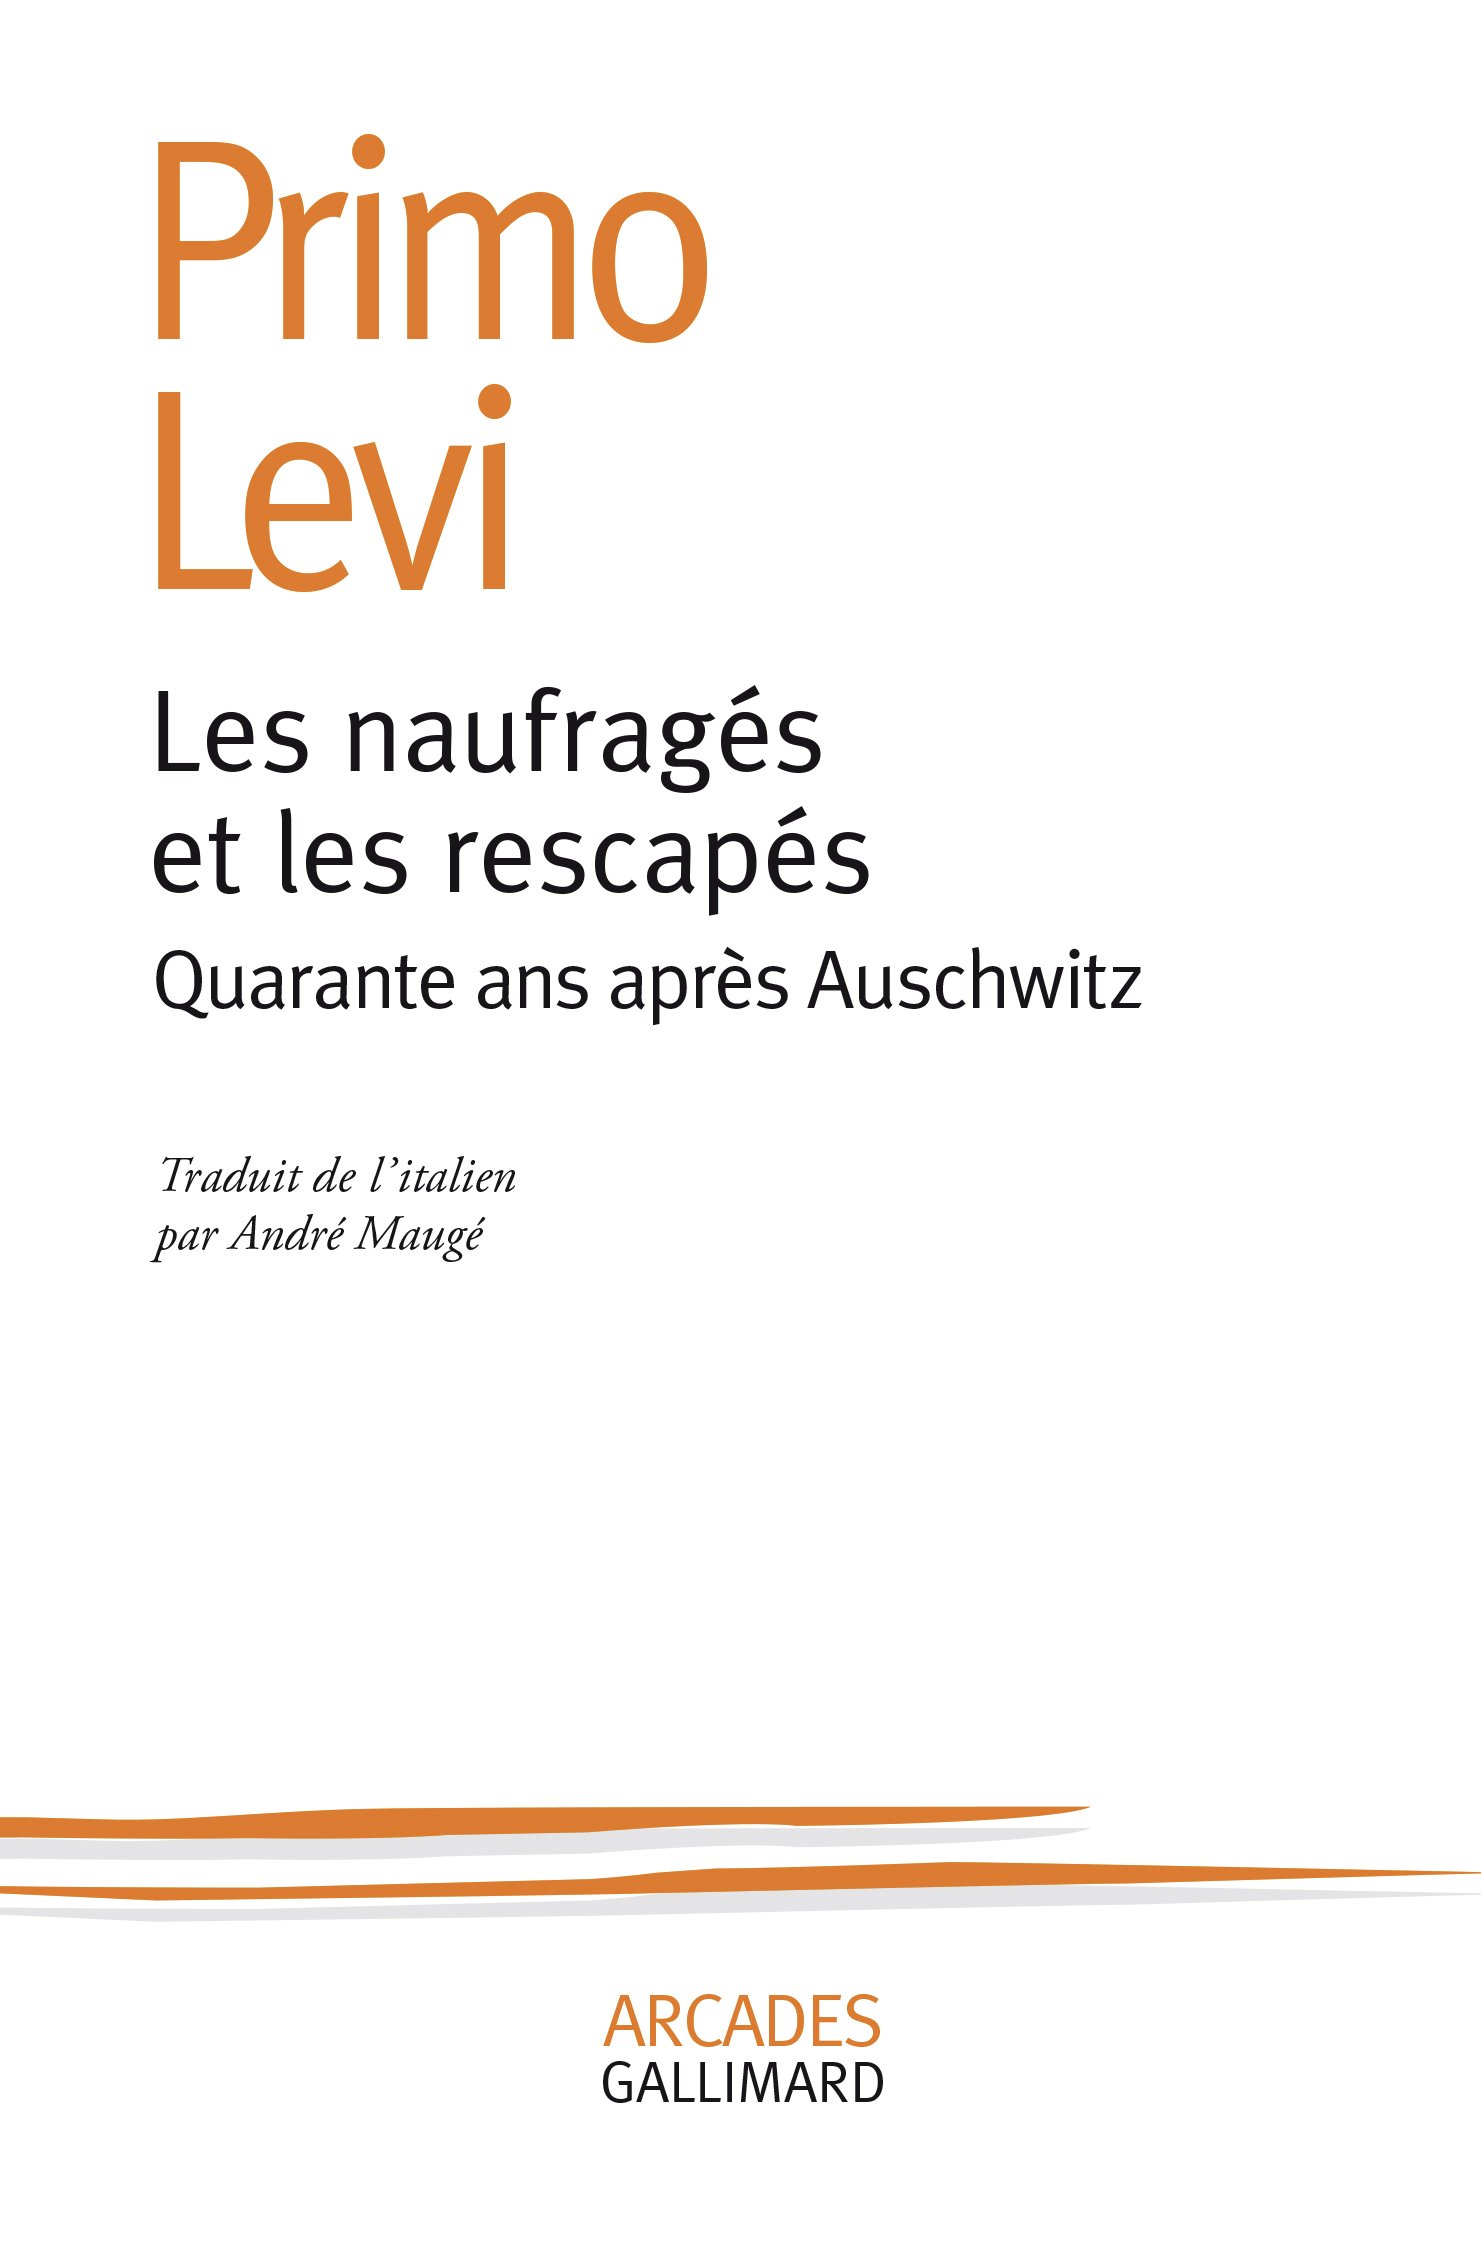 Primo
Levi
Les naufragés
et les rescapés
Quarante ans après Auschwitz
Traduit de l’italien
par André Maugé
ARCADES
GALLIMARD